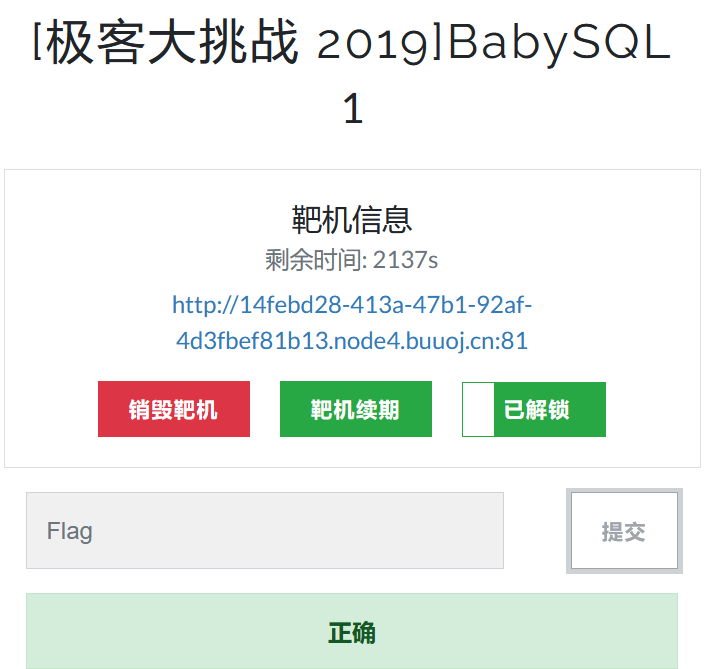 [极客大挑战 2019]BabySQL
1
靶机信息
剩余时间: 2137s
http://14febd28-413a-47b1-92af-
4d3fbef81b13.node4.buuoj.cn:81
销毁靶机 靶机续期 已解锁
Flag 提交
正确